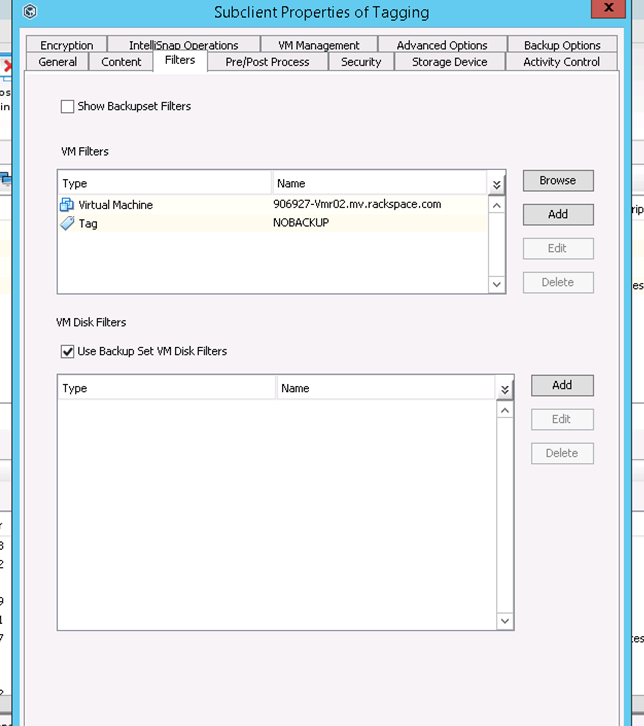 Subclient Properties of Tagging
x
Encryption IntelliSnap Operations VM Management Advanced Options Backup Options
General Content Filters Pre/Post Process Security Storage Device Activity Control
Show Backupset Filters
VM Filters
Type Name
Virtual Machine 906927-Vmr02.mv.rackspace.com
Tag NOBACKUP
Browse
Add
Edit
Delete
VM Disk Filters
Use Backup Set VM Disk Filters
Type Name
Add
Edit
Delete